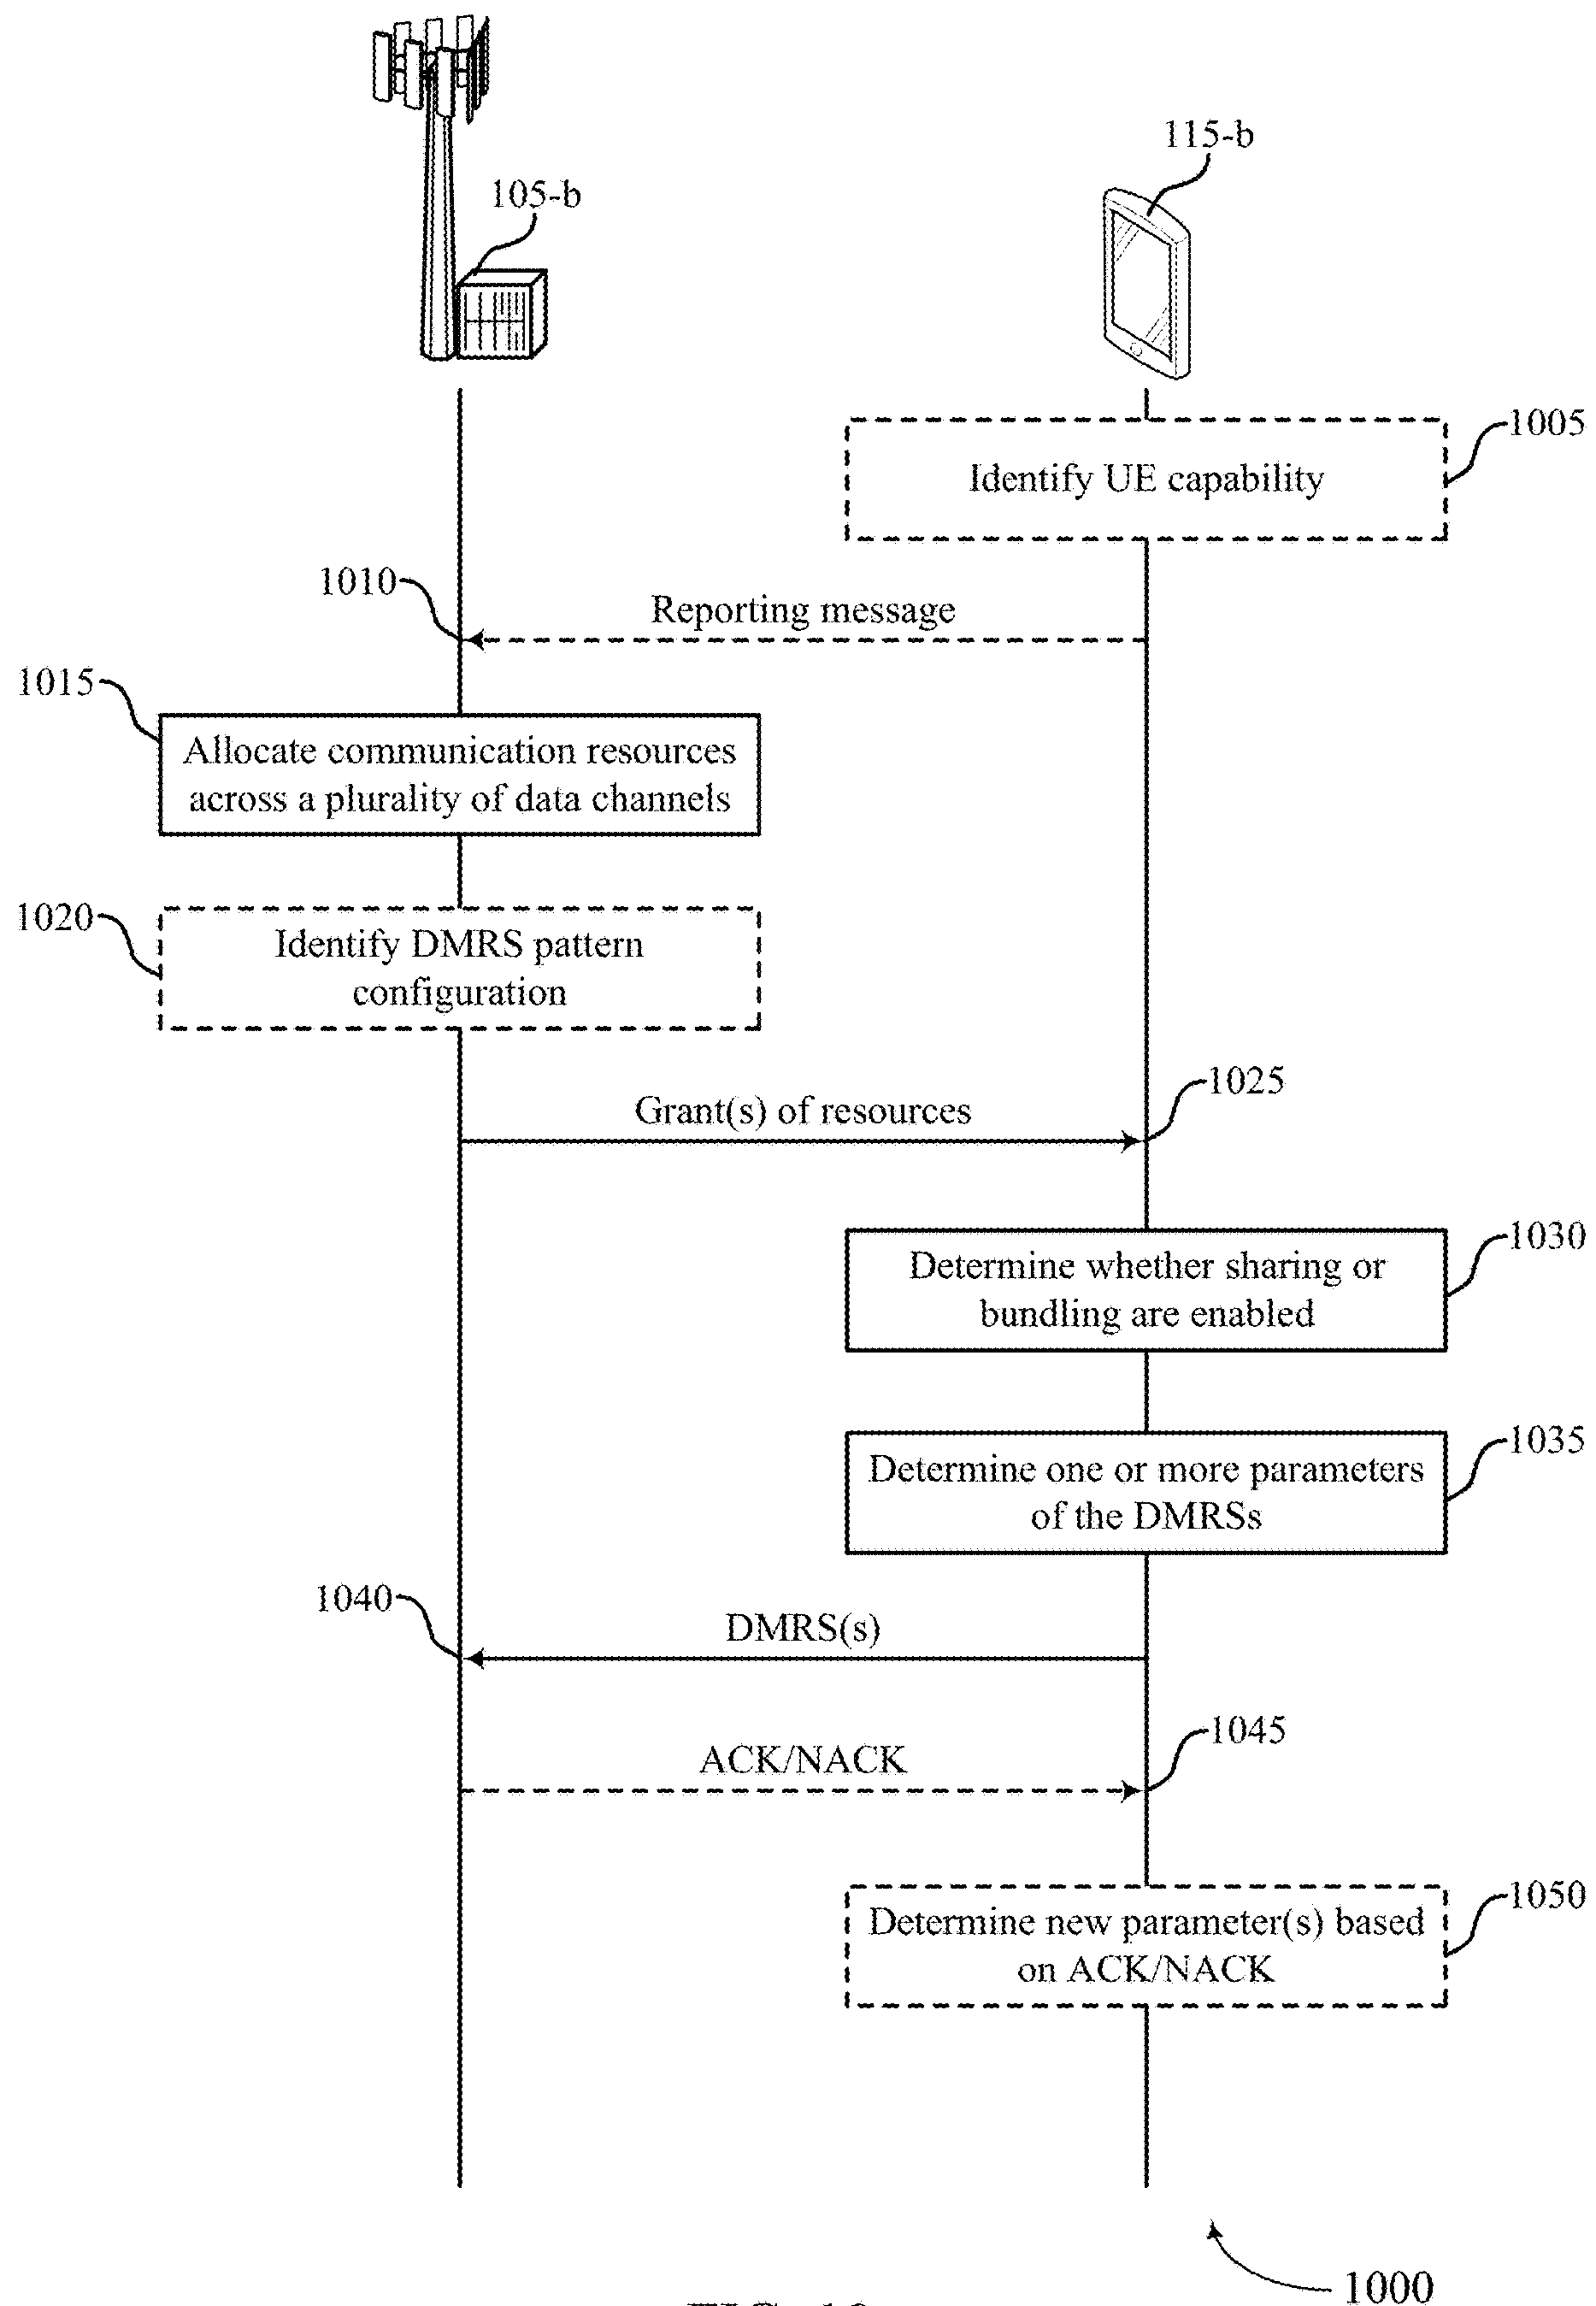 115-b
105-b
1005
Identify UE capability
1010
Reporting message
1015
Allocate communication resources
across a plurality of data channels
1020
Identify DMRS pattern
configuration
1025
Grant(s) of resources
1030
Determine whether sharing or
bundling are enabled
1035
Determine one or more parameters
of the DMRSs
1040
DMRS(s)
1045
ACK/NACK
1050
Determine new parameter(s) based
on ACK/NACK
1000